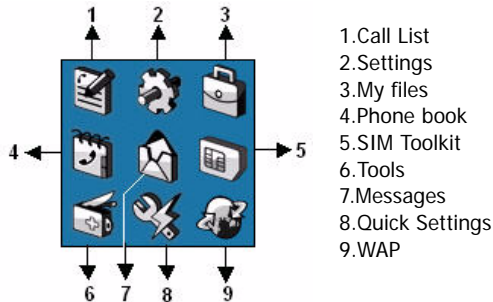 1 2 3
4 5
6 7 8 9
1.Call List
2.Settings
3.My files
4.Phone book
5.SIM Toolkit
6.Tools
7.Messages
8.Quick Settings
9.WAP